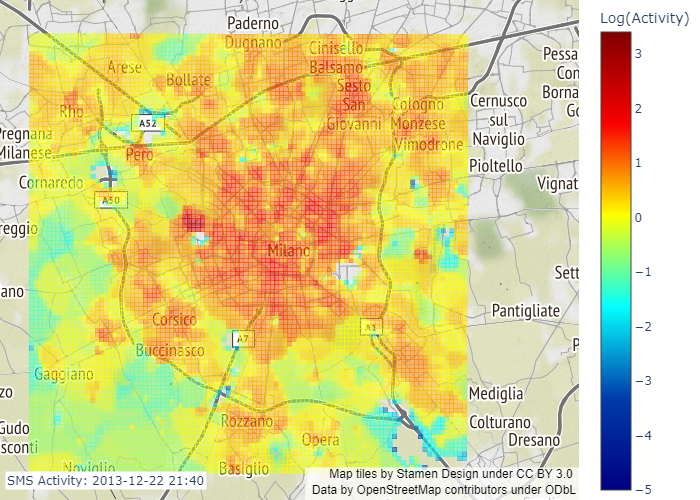 Log(Activity)
Paderno
Dugnano
Cinisello
Balsamo
Arese
Bollate
Sesto
San
Giovanni
Cologno
Monzese
Vimodrone
Cernusco
sul
Naviglio
Pessa
Con
Borna
Go
Rho
A52
Pregnana
Milanese
Pero
Pioltello
Cornaredo
A50
Vignat
reggio
Milano
Sett
ano
Corsico
A7
Pantigliate
Buccinasco
P
Gaggiano
zo
Mediglia
Gudo
sconti
Rozzano
Colturano
Dresano
Opera
Noviglio
Basiglio
SMS Activity: 2013-12-22 21:40
Map tiles by Stamen Design under CC BY 3.0
Data by OpenStreetMap contributors under ODbL
3
2
1
0
−1
−2
−3
−4
−5